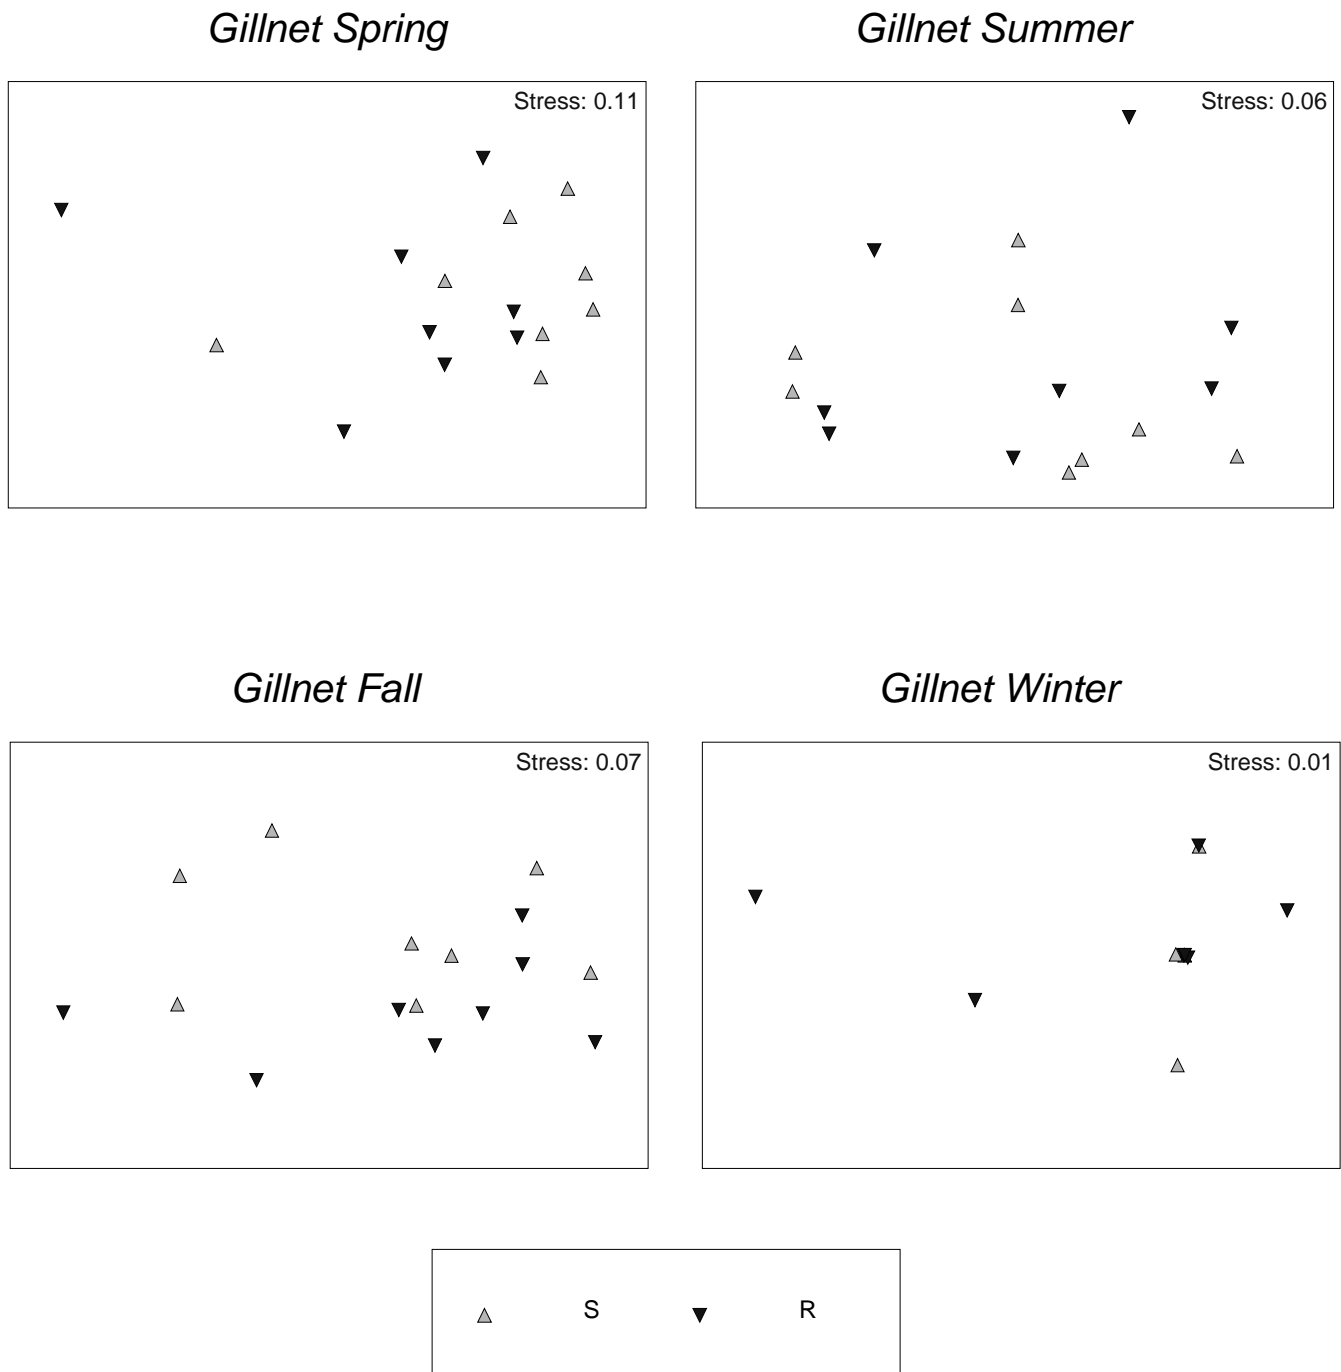 Gillnet Spring
Gillnet Summer
Stress: 0.11
Stress: 0.06
Gillnet Fall
Gillnet Winter
Stress: 0.07
Stress: 0.01
S R